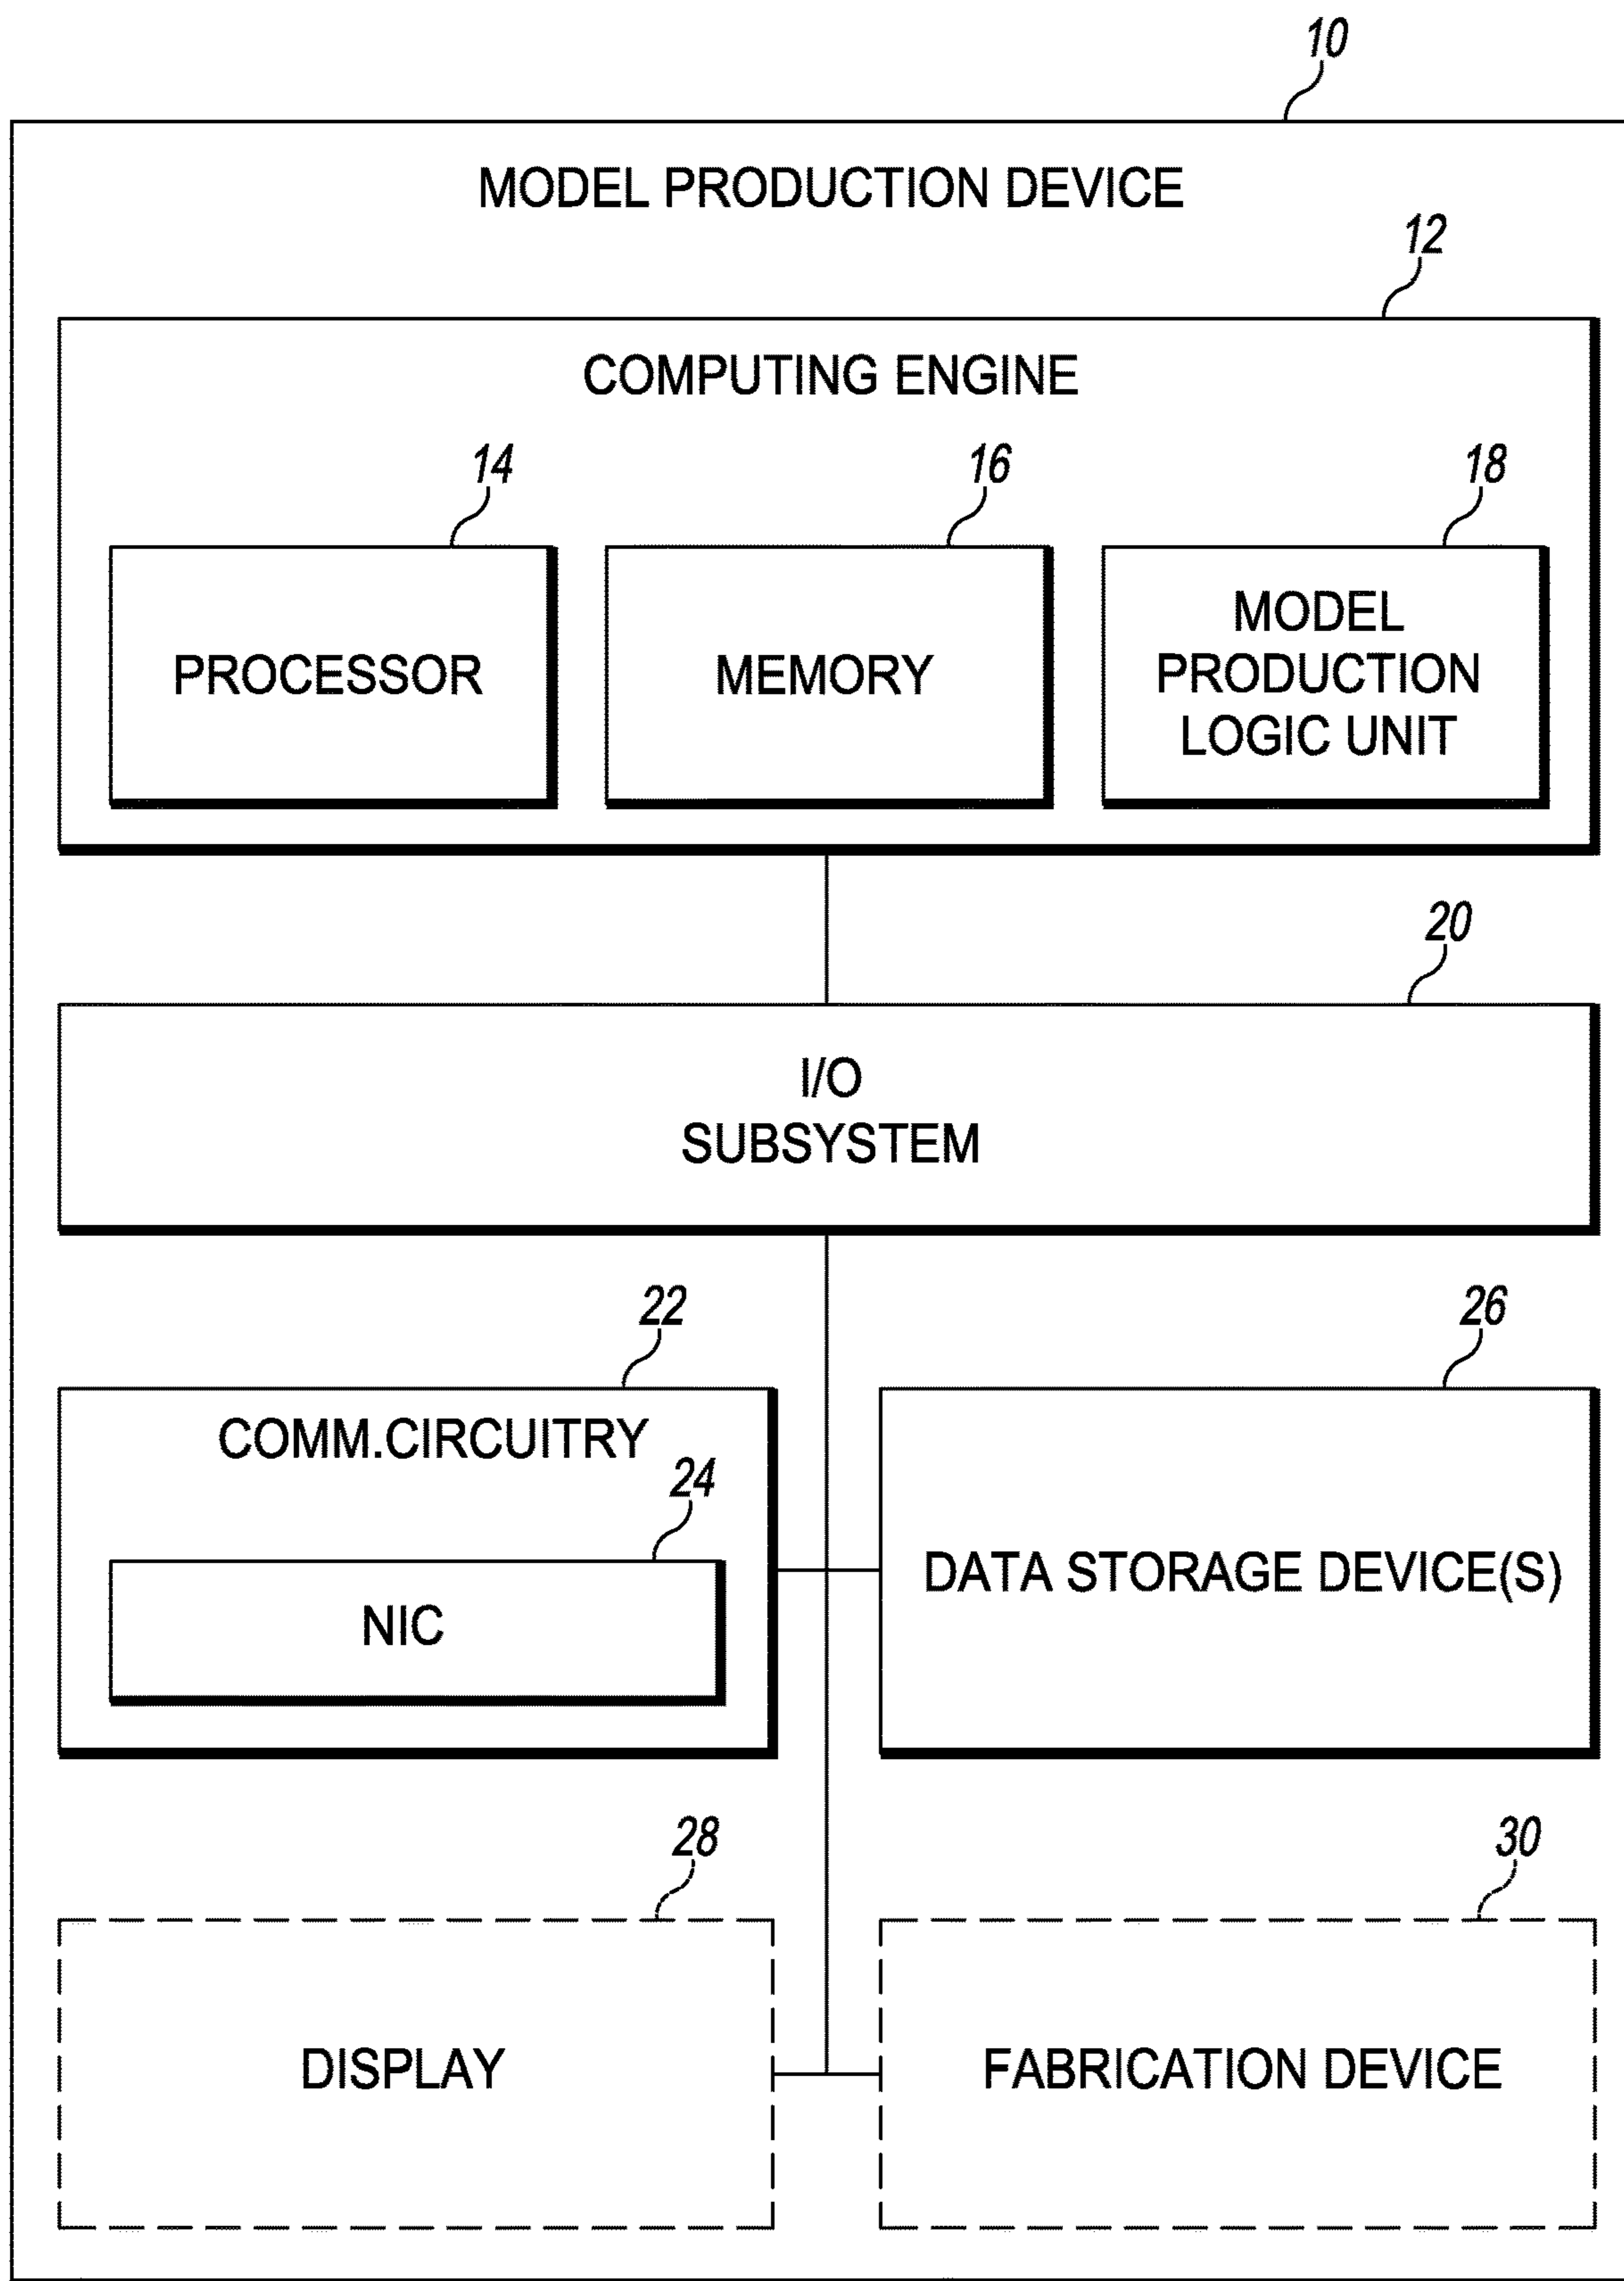 10
MODEL PRODUCTION DEVICE
12
COMPUTING ENGINE
14
16
18
PROCESSOR
MEMORY
MODEL
PRODUCTION
LOGIC UNIT
20
I/O
SUBSYSTEM
22
26
COMM.CIRCUITRY
24
NIC
DATA STORAGE DEVICE(S)
28
30
DISPLAY
FABRICATION DEVICE